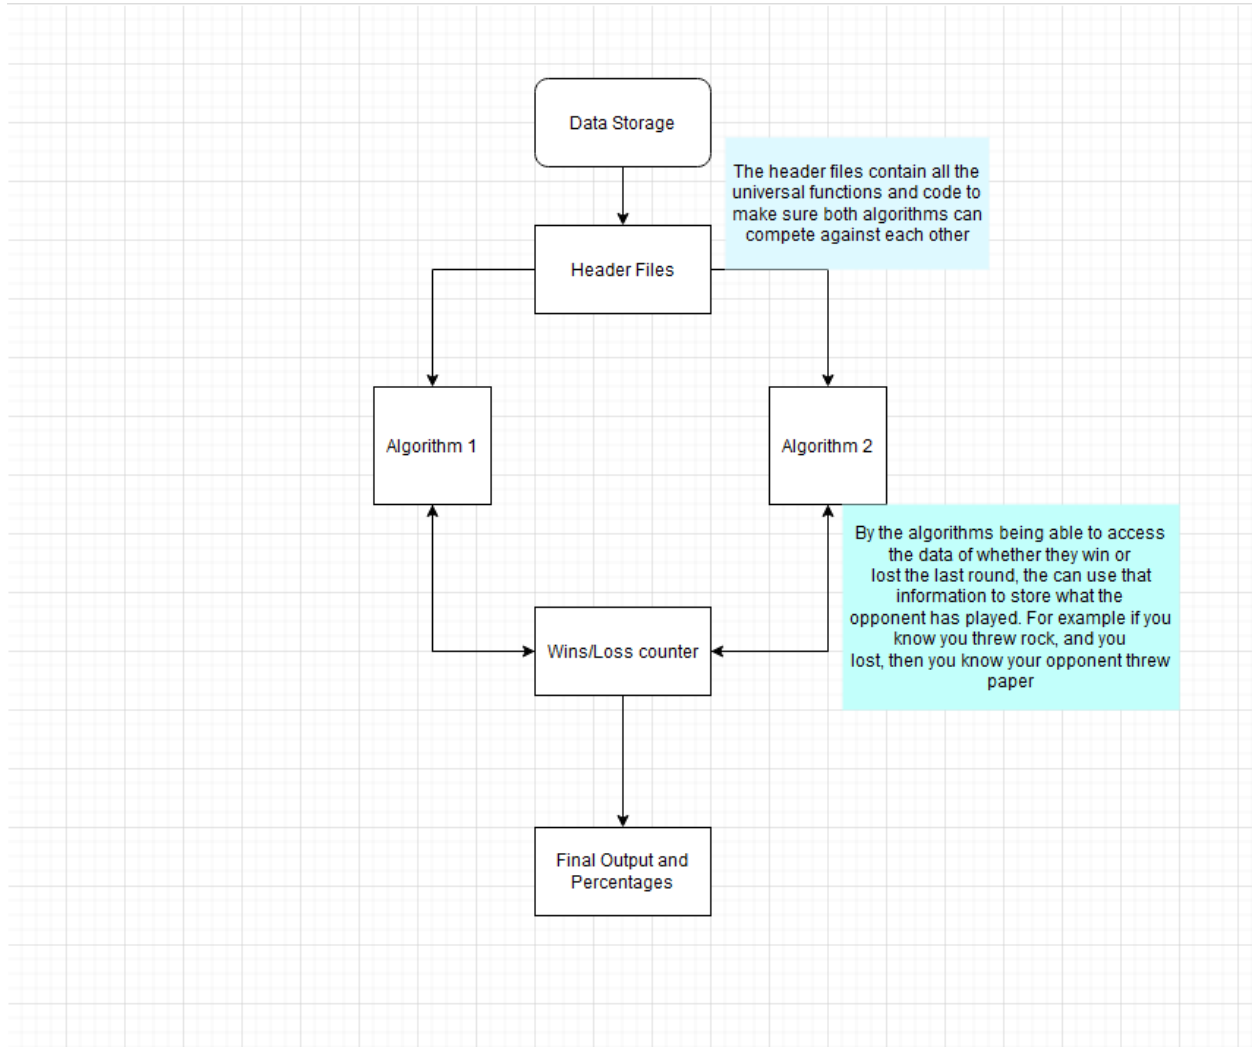 Data Storage
The header files contain all the
universal functions and code to
make sure both algorithms can
compete against each other
Header Files
Algorithm 1
Algorithm 2
By the algorithms being able to access
the data of whether they win or
lost the last round, the can use that
information to store what the
opponent has played. For example if you
know you threw rock, and you
lost, then you know your opponent threw
paper
Wins/Loss counter
Final Output and
Percentages